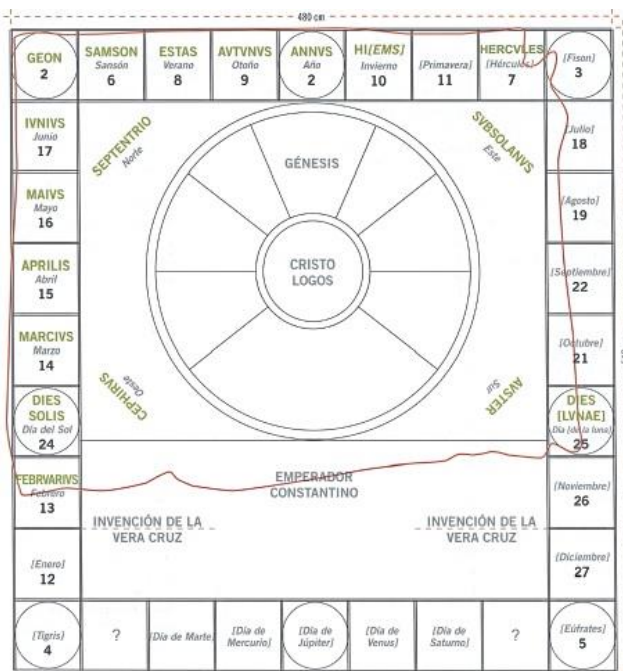 480 cm
GEON
2
SAMSON
Sansón
6
ESTAS
Verano
8
AVTVNVS
Otoño
9
ANNVS
Año
2
HI[EMS]
Invierno
10
[Primavera]
11
HERCVLES
[Hércules]
7
[Fison]
3
IVNIVS
Junio
17
SEPTENTRIO
Norte
GÉNESIS
SVBSOLANVS
Este
[Julio]
18
MAIVS
Mayo
16
[Agosto]
19
APRILIS
Abril
15
CRISTO
LOGOS
[Septiembre]
22
MARCIVS
Marzo
14
[Octubre]
21
CEPHIRVS
Oeste
AVSTER
Sur
DIES
SOLIS
Día del Sol
24
DIES
[LVNAE]
Día [de la luna]
25
FEBRVARIVS
Febrero
13
EMPERADOR
CONSTANTINO
[Noviembre]
26
INVENCIÓN DE LA
VERA CRUZ
INVENCIÓN DE LA
VERA CRUZ
[Enero]
12
(Diciembre]
27
[Tigris]
4
?
[Día de Marte]
[Día de
Mercurio]
[Día de
Júpiter]
[Día de
Venus]
[Día de
Saturno]
?
[Eúfrates]
5